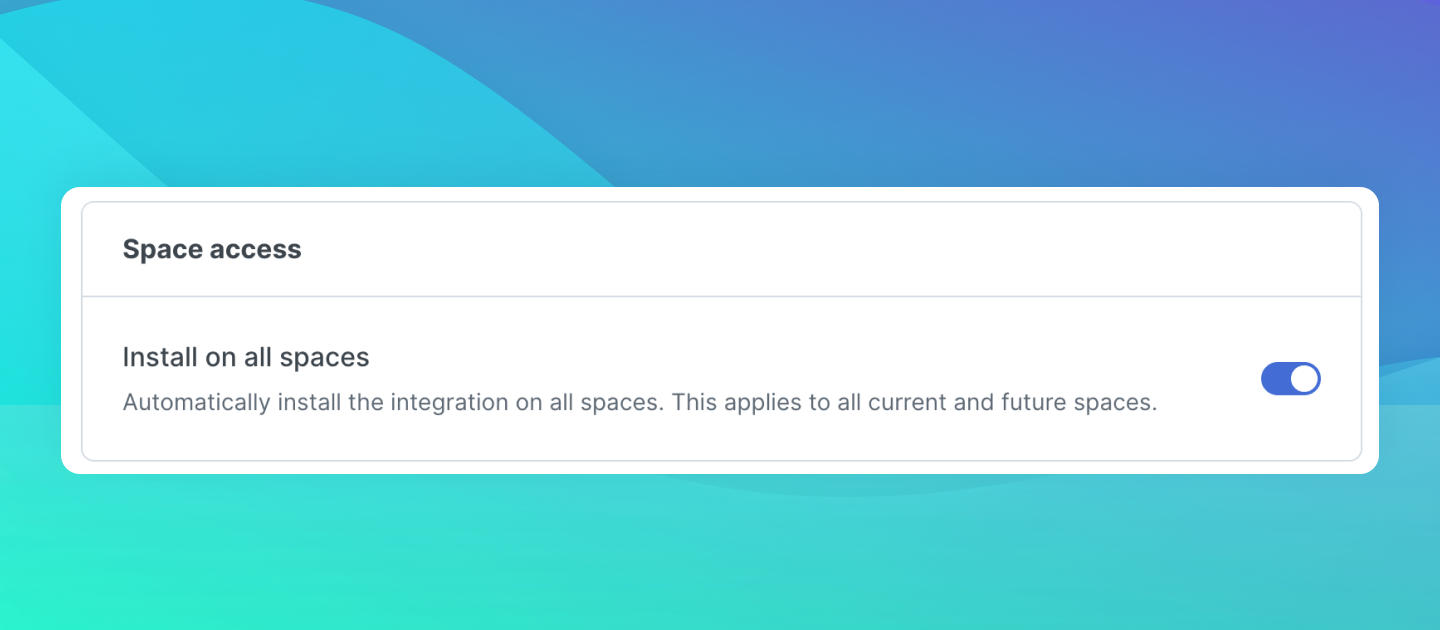 Space access
Install on all spaces
Automatically install the integration on all spaces. This applies to all current and future spaces.